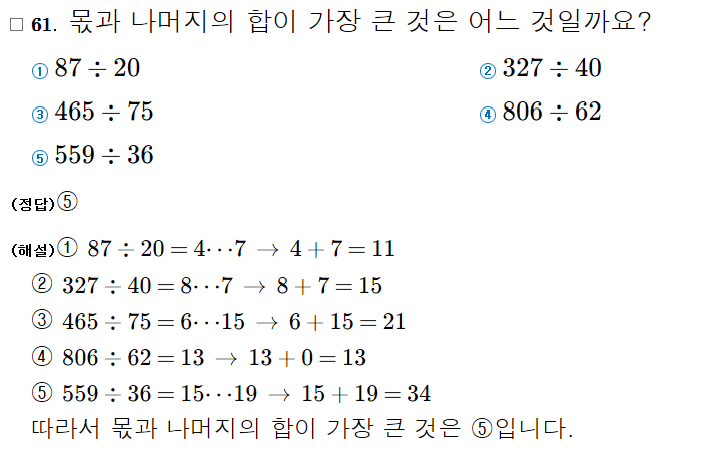 □ 61. 몫과 나머지의 합이 가장 큰 것은 어느 것일까요?
① 87 ÷ 20 ② 327 ÷ 40
③ 465 ÷ 75 ④ 806 ÷ 62
⑤ 559 ÷ 36
(정답)⑤
(해설)① 87 ÷ 20 = 4⋯7 → 4 + 7 = 11
② 327 ÷ 40 = 8⋯7 → 8 + 7 = 15
③ 465 ÷ 75 = 6⋯15 → 6 + 15 = 21
④ 806 ÷ 62 = 13 → 13 + 0 = 13
⑤ 559 ÷ 36 = 15⋯19 → 15 + 19 = 34
따라서 몫과 나머지의 합이 가장 큰 것은 ⑤입니다.